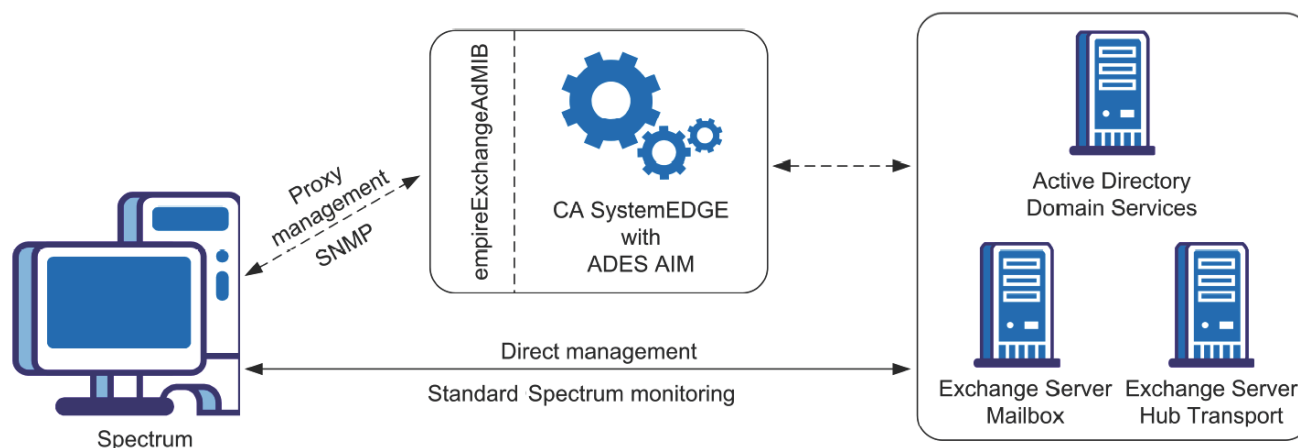 Proxy
management
SNMP
Spectrum
empireExchangeAdMIB
CA SystemEDGE
with
ADES AIM
Direct management
Standard Spectrum monitoring
Active Directory
Domain Services
Exchange Server
Mailbox
Exchange Server
Hub Transport